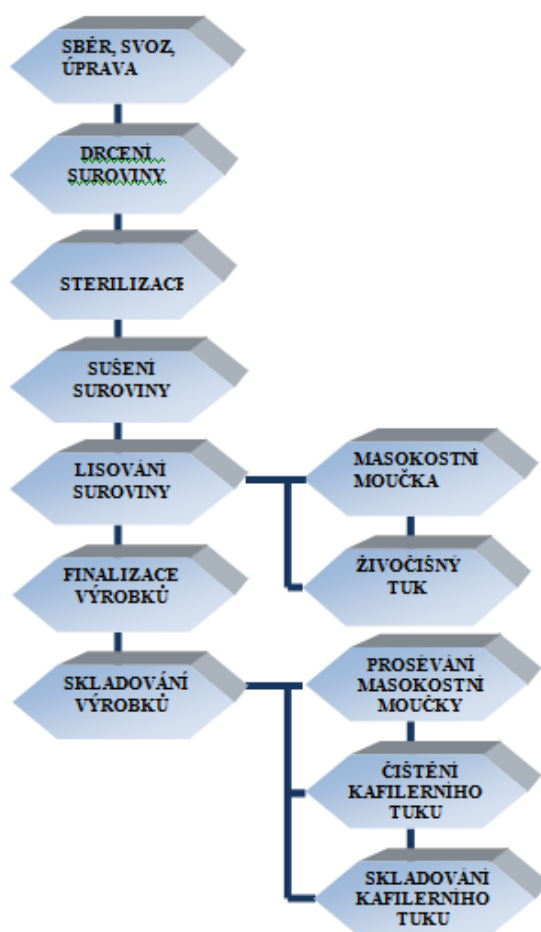 SBĚR, SVOZ,
ÚPRAVA
DRCENÍ
SUROVINY
STERILIZACE
SUŠENÍ
SUROVINY
LISOVÁNÍ
SUROVINY
MASOKOSTNÍ
MOUČKA
ŽIVOČIŠNÝ
TUK
FINALIZACE
VÝROBKŮ
SKLADOVÁNÍ
VÝROBKŮ
PROSÉVÁNÍ
MASOKOSTNÍ
MOUČKY
ČIŠTĚNÍ
KAFILERNÍHO
TUKU
SKLADOVÁNÍ
KAFILERNÍHO
TUKU